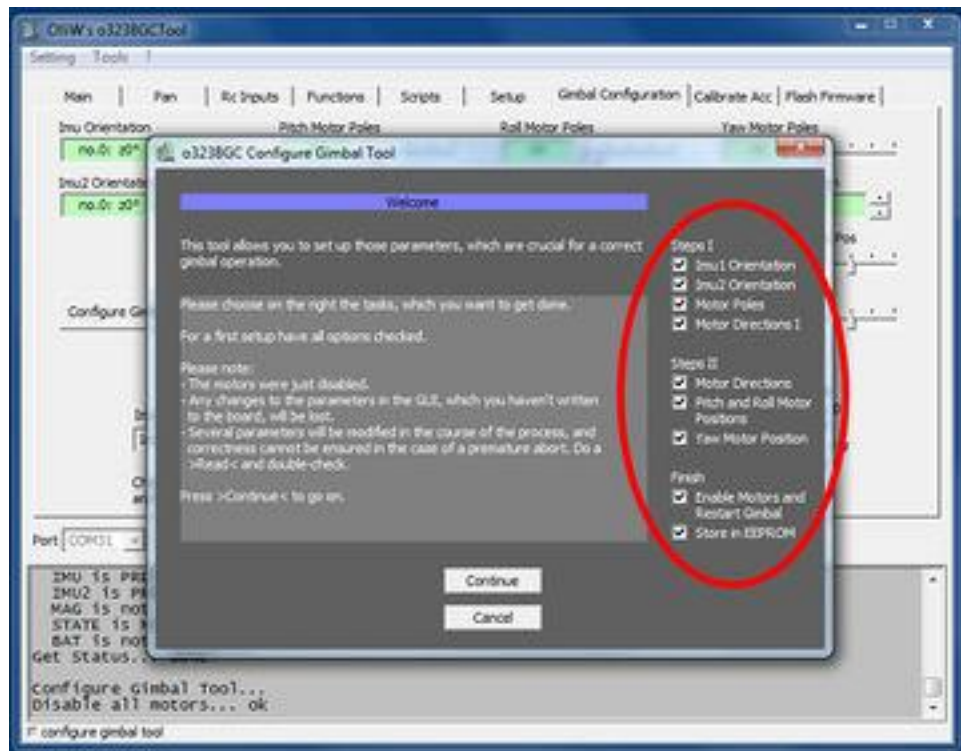 OlliW's o323BGCTool
Setting Tools ?
Main Pan Rc Inputs Functions Scripts Setup Gimbal Configuration Calibrate Acc Flash Firmware
Imu Orientation Pitch Motor Poles Roll Motor Poles Yaw Motor Poles
no.0: z0°
o323BGC Configure Gimbal Tool
Imu2 Orientation
no.0: z0°
Welcome
This tool allows you to set up those parameters, which are crucial for a correct
gimbal operation.
Please choose on the right the tasks, which you want to get done.
For a first setup have all options checked.
Please note:
- The motors were just disabled.
- Any changes to the parameters in the GUI, which you haven't written
to the board, will be lost.
- Several parameters will be modified in the course of the process, and
correctness cannot be ensured in the case of a premature abort. Do a
>Read< and double-check.
Press >Continue< to go on.
Steps I
Imu1 Orientation
Imu2 Orientation
Motor Poles
Motor Directions I
Steps II
Motor Directions
Pitch and Roll Motor
Positions
Yaw Motor Position
Finish
Enable Motors and
Restart Gimbal
Store in EEPROM
Continue
Cancel
Pos
Configure
Port COM31
IMU is
IMU2 is
MAG is not
STATE is
BAT is not
Get Status...
Configure Gimbal Tool...
Disable all motors... ok
configure gimbal tool